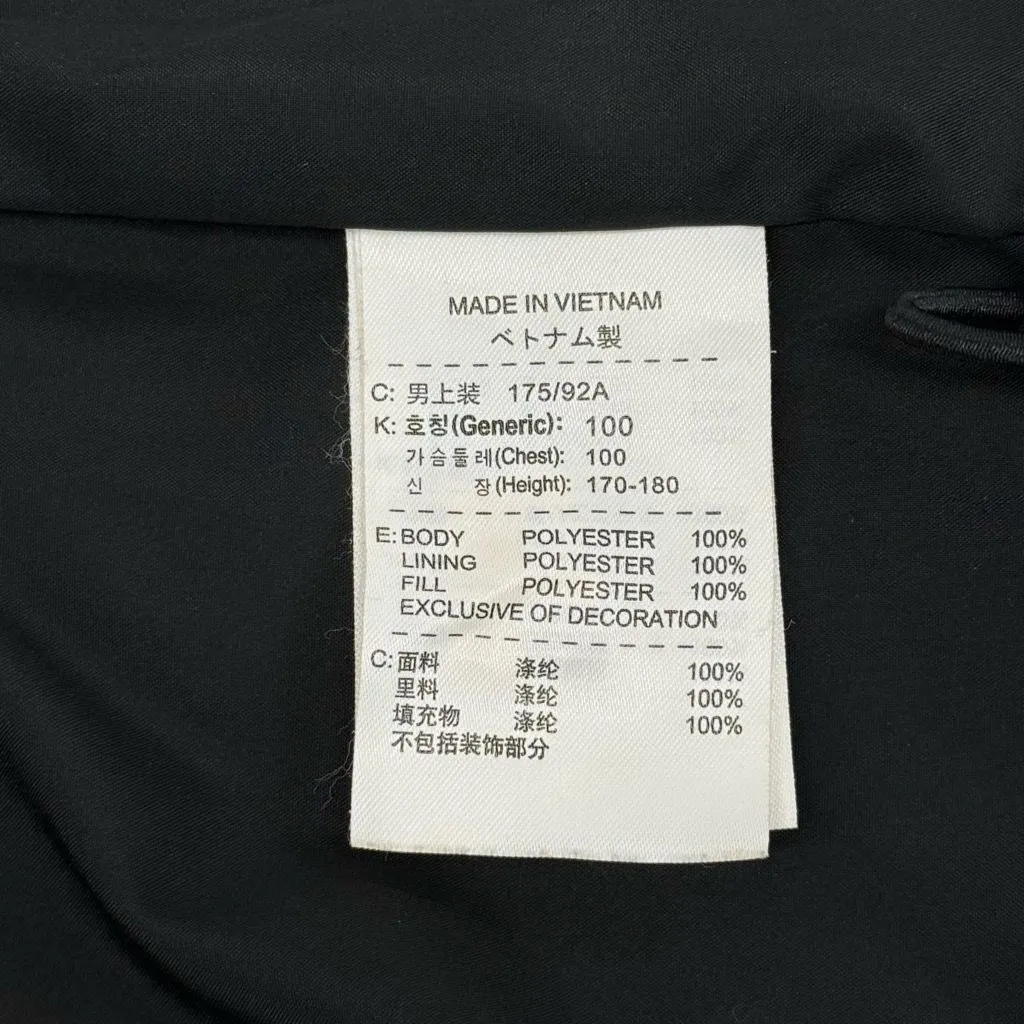 MADE IN VIETNAM
ベトナム製
C: 男上装 175/92A
K: 호칭(Generic): 100
가슴둘레(Chest): 100
신 장(Height): 170-180
E: BODY POLYESTER 100%
LINING POLYESTER 100%
FILL POLYESTER 100%
EXCLUSIVE OF DECORATION
C: 面料 涤纶 100%
里料 涤纶 100%
填充物 涤纶 100%
不包括装饰部分